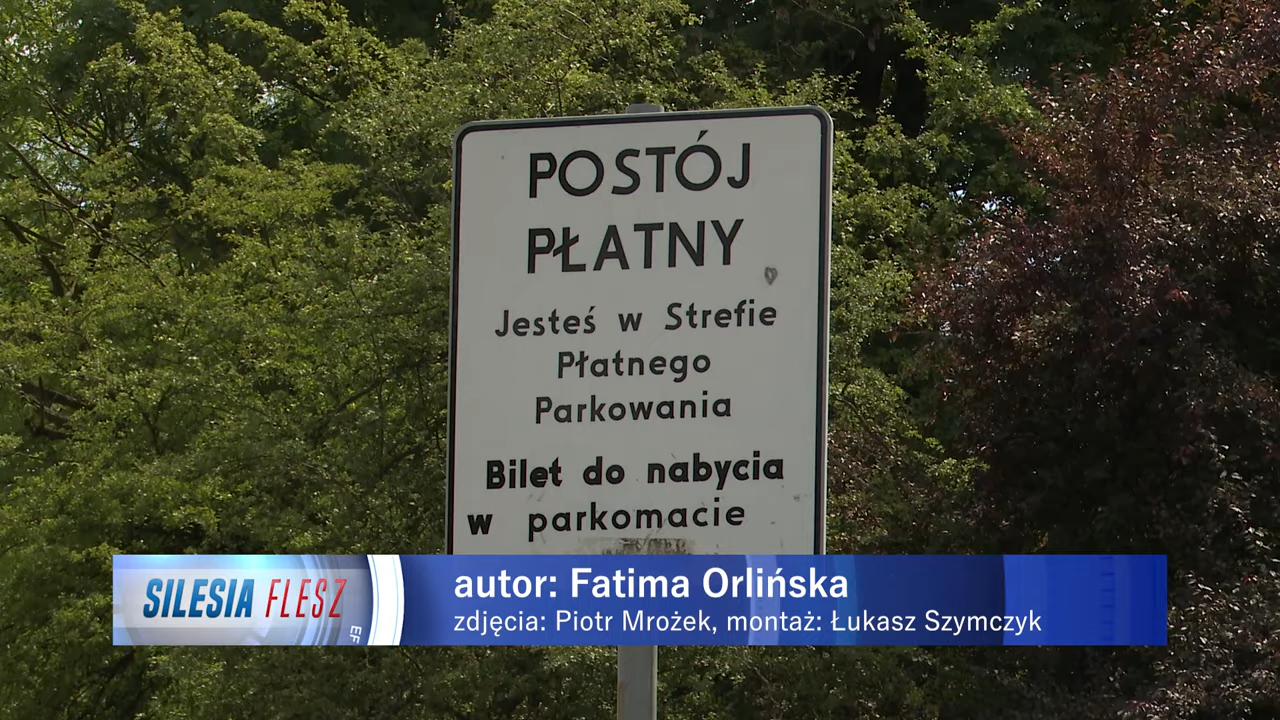 POSTÓJ
PŁATNY
Jesteś w Strefie
Płatnego
Parkowania
Bilet do nabycia
w parkomacie
SILESIA FLESZ
autor: Fatima Orlińska
zdjęcia: Piotr Mrożek, montaż: Łukasz Szymczyk